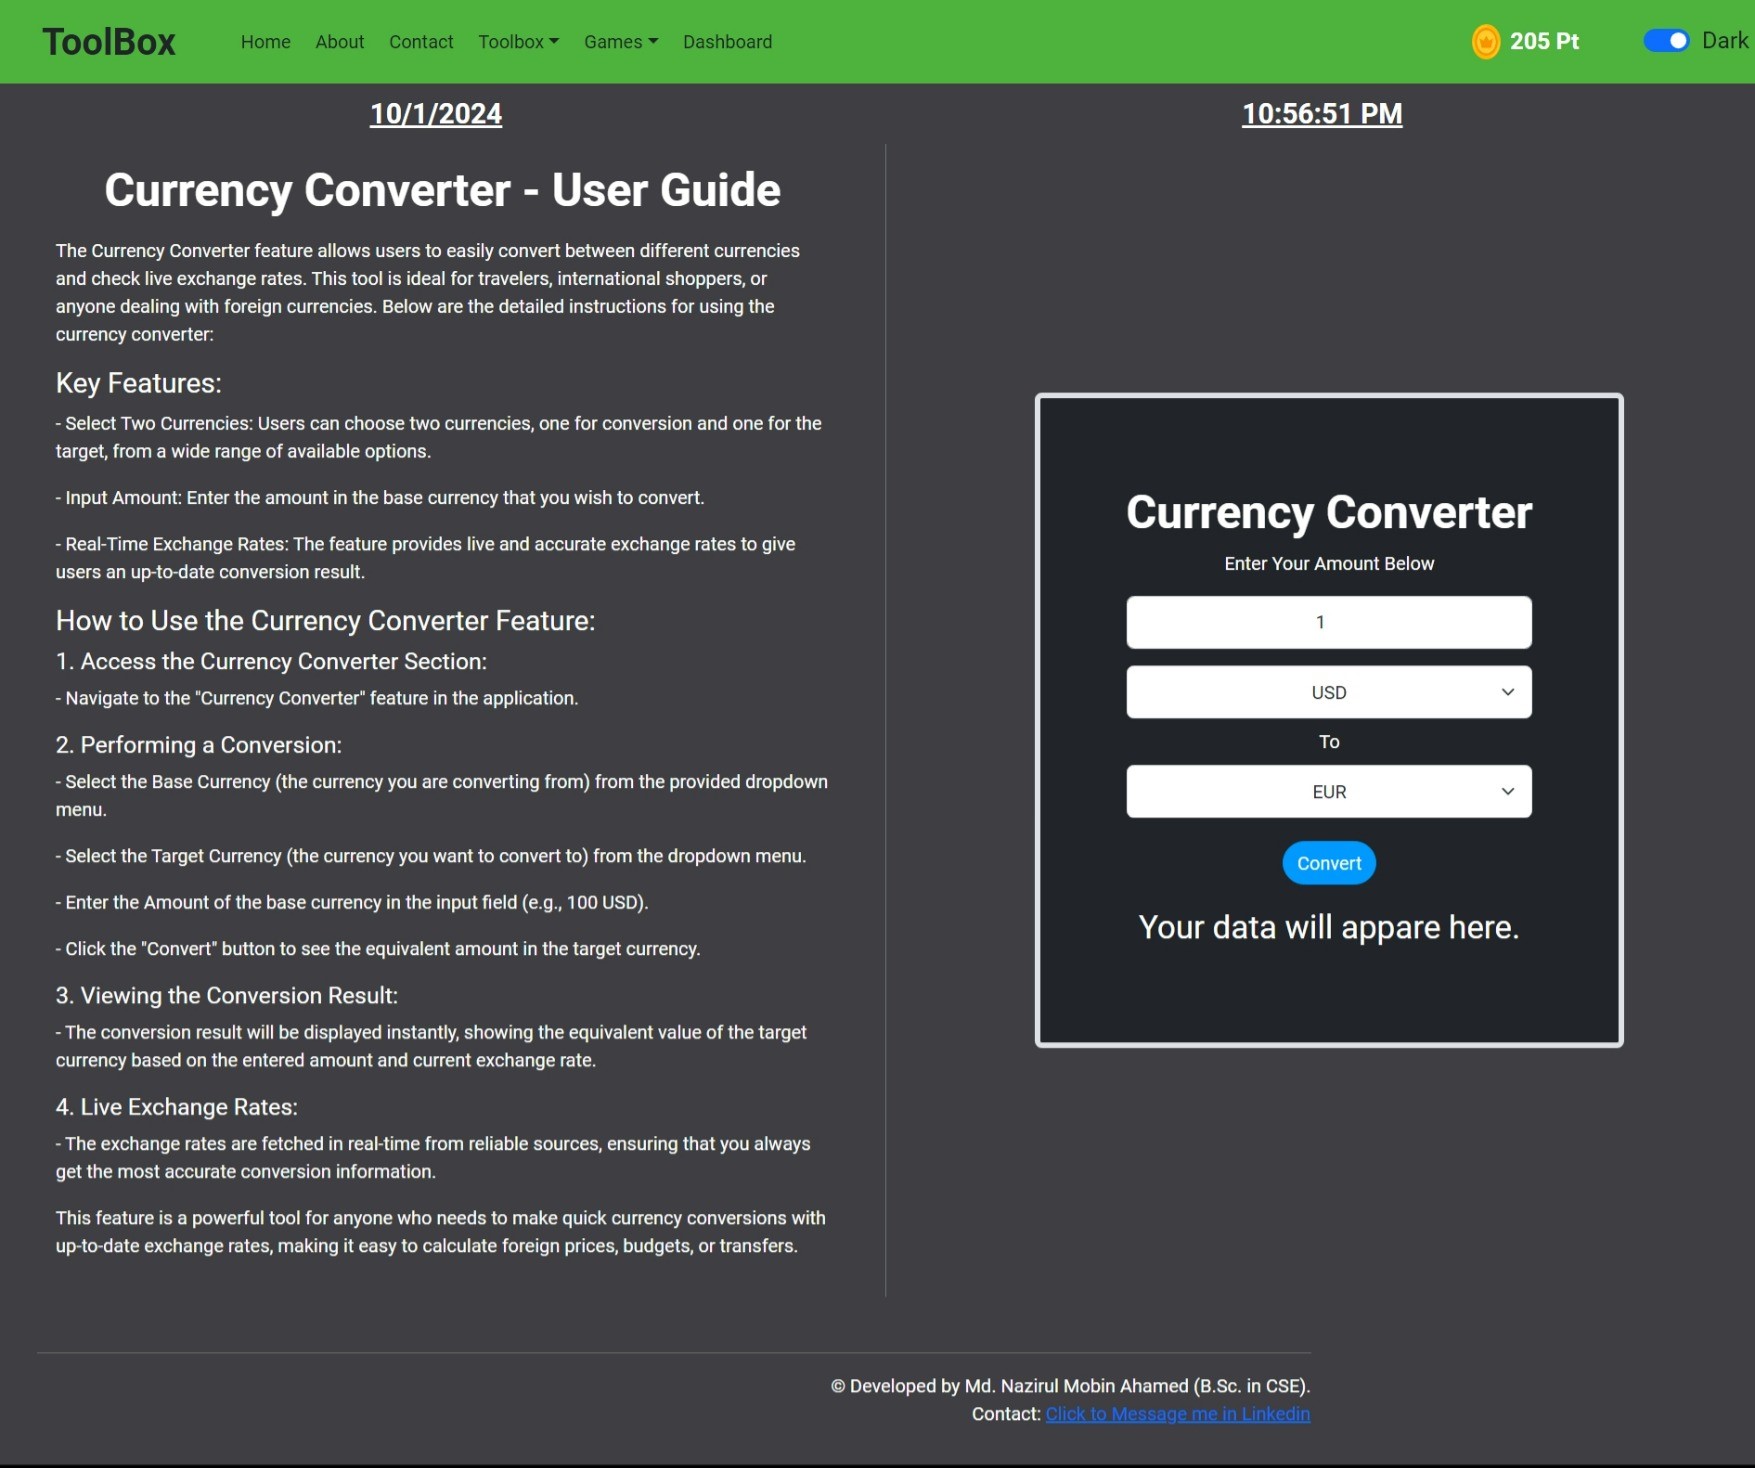 ToolBox
Home About Contact Toolbox Games Dashboard
205 Pt
Dark
10/1/2024
10:56:51 PM
Currency Converter - User Guide
The Currency Converter feature allows users to easily convert between different currencies
and check live exchange rates. This tool is ideal for travelers, international shoppers, or
anyone dealing with foreign currencies. Below are the detailed instructions for using the
currency converter:
Key Features:
- Select Two Currencies: Users can choose two currencies, one for conversion and one for the
target, from a wide range of available options.
- Input Amount: Enter the amount in the base currency that you wish to convert.
- Real-Time Exchange Rates: The feature provides live and accurate exchange rates to give
users an up-to-date conversion result.
How to Use the Currency Converter Feature:
1. Access the Currency Converter Section:
- Navigate to the "Currency Converter" feature in the application.
2. Performing a Conversion:
- Select the Base Currency (the currency you are converting from) from the provided dropdown
menu.
- Select the Target Currency (the currency you want to convert to) from the dropdown menu.
- Enter the Amount of the base currency in the input field (e.g., 100 USD).
- Click the "Convert" button to see the equivalent amount in the target currency.
3. Viewing the Conversion Result:
- The conversion result will be displayed instantly, showing the equivalent value of the target
currency based on the entered amount and current exchange rate.
4. Live Exchange Rates:
- The exchange rates are fetched in real-time from reliable sources, ensuring that you always
get the most accurate conversion information.
This feature is a powerful tool for anyone who needs to make quick currency conversions with
up-to-date exchange rates, making it easy to calculate foreign prices, budgets, or transfers.
Currency Converter
Enter Your Amount Below
1
USD
To
EUR
Convert
Your data will appare here.
© Developed by Md. Nazirul Mobin Ahamed (B.Sc. in CSE).
Contact: Click to Message me in Linkedin